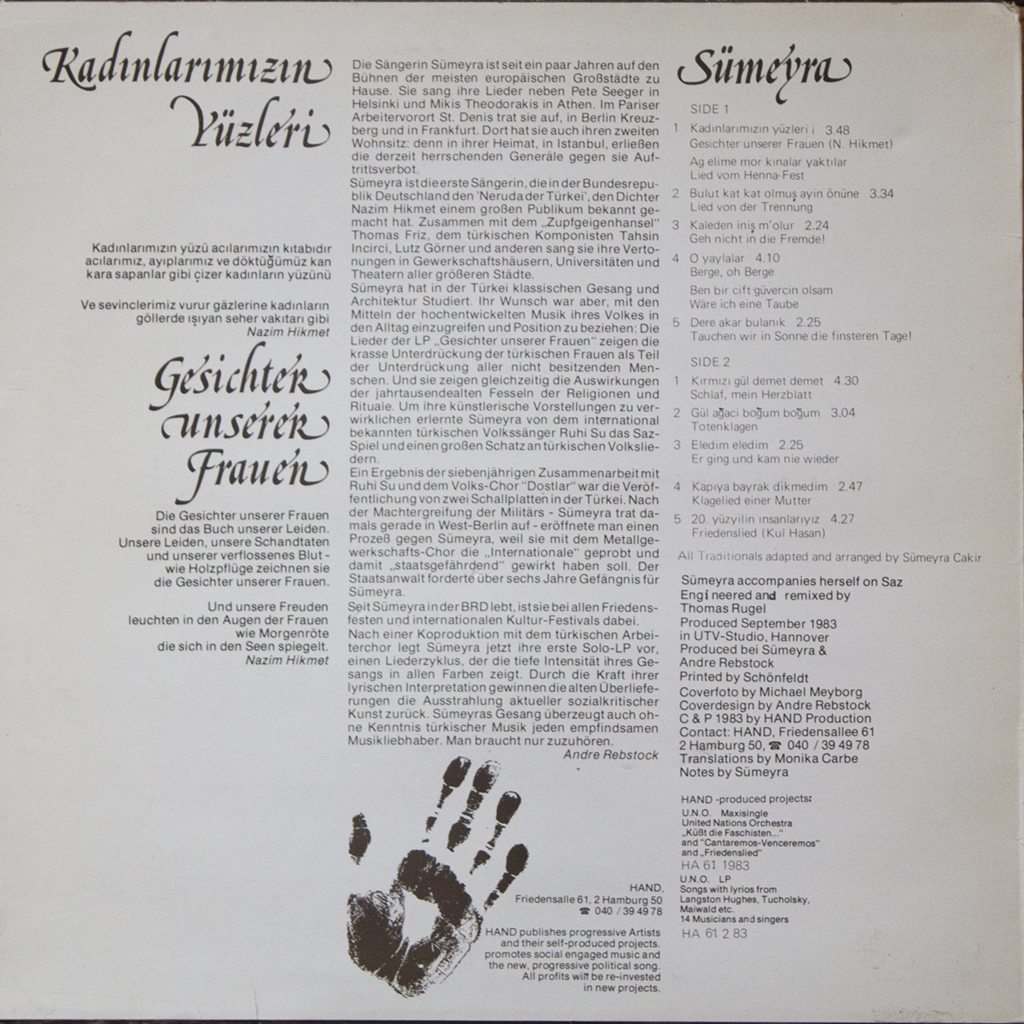 Kadınlarımızın
Yüzleri
Kadınlarımızın yüzü acılarımızın kitabıdır
acılarımız, ayıplarımız ve döktüğümüz kan
kara sapanlar gibi çizer kadınların yüzünü
Ve sevinclerimiz vurur gäzlerine kadınların
göllerde ışıyan seher vakıtarı gibi
Nazim Hikmet
Gesichter
unserer
Frauen
Die Gesichter unserer Frauen
sind das Buch unserer Leiden.
Unsere Leiden, unsere Schandtaten
und unserer verflossenes Blut -
wie Holzpflüge zeichnen sie
die Gesichter unserer Frauen.
Und unsere Freuden
leuchten in den Augen der Frauen
wie Morgenröte
die sich in den Seen spiegelt.
Nazim Hikmet
Die Sängerin Sümeyra ist seit ein paar Jahren auf den
Bühnen der meisten europäischen Großstädte zu
Hause. Sie sang ihre Lieder neben Pete Seeger in
Helsinki und Mikis Theodorakis in Athen. Im Pariser
Arbeitervorort St. Denis trat sie auf, in Berlin Kreuz-
berg und in Frankfurt. Dort hat sie auch ihren zweiten
Wohnsitz: denn in ihrer Heimat, in Istanbul, erließen
die derzeit herrschenden Generäle gegen sie Auf-
trittsverbot.
Sümeyra ist die erste Sängerin, die in der Bundesrepu-
blik Deutschland den 'Neruda der Türkei', den Dichter
Nazim Hikmet einem großen Publikum bekannt ge-
macht hat. Zusammen mit dem „Zupfgeigenhansel"
Thomas Friz, dem türkischen Komponisten Tahsin
Incirci, Lutz Görner und anderen sang sie ihre Verto-
nungen in Gewerkschaftshäusern, Universitäten und
Theatern aller größeren Städte.
Sümeyra hat in der Türkei klassischen Gesang und
Architektur Studiert. Ihr Wunsch war aber, mit den
Mitteln der hochentwickelten Musik ihres Volkes in
den Alltag einzugreifen und Position zu beziehen: Die
Lieder der LP „Gesichter unserer Frauen" zeigen die
krasse Unterdrückung der türkischen Frauen als Teil
der Unterdrückung aller nicht besitzenden Men-
schen. Und sie zeigen gleichzeitig die Auswirkungen
der jahrtausendealten Fesseln der Religionen und
Rituale. Um ihre künstlerische Vorstellungen zu ver-
wirklichen erlernte Sümeyra von dem international
bekannten türkischen Volkssänger Ruhi Su das Saz-
Spiel und einen großen Schatz an türkischen Volkslie-
dern.
Ein Ergebnis der siebenjährigen Zusammenarbeit mit
Ruhi Su und dem Volks-Chor "Dostlar" war die Veröf-
fentlichung von zwei Schallplatten in der Türkei. Nach
der Machtergreifung der Militärs - Sümeyra trat da-
mals gerade in West-Berlin auf - eröffnete man einen
Prozeß gegen Sümeyra, weil sie mit dem Metallge-
werkschafts-Chor die „Internationale" geprobt und
damit „staatsgefährdend" gewirkt haben soll. Der
Staatsanwalt forderte über sechs Jahre Gefängnis für
Sümeyra.
Seit Sümeyra in der BRD lebt, ist sie bei allen Friedens-
festen und internationalen Kultur-Festivals dabei.
Nach einer Koproduktion mit dem türkischen Arbei-
terchor legt Sümeyra jetzt ihre erste Solo-LP vor,
einen Liederzyklus, der die tiefe Intensität ihres Ge-
sangs in allen Farben zeigt. Durch die Kraft ihrer
lyrischen Interpretation gewinnen die alten Überliefe-
rungen die Ausstrahlung aktueller sozialkritischer
Kunst zurück. Sümeyras Gesang überzeugt auch oh-
ne Kenntnis türkischer Musik jeden empfindsamen
Musikliebhaber. Man braucht nur zuzuhören.
Andre Rebstock
HAND,
Friedensalle 61, 2 Hamburg 50
☎ 040 / 39 49 78
HAND publishes progressive Artists
and their self-produced projects.
promotes social engaged music and
the new, progressive political song.
All profits will be re-invested
in new projects.
Sümeyra
SIDE 1
1 Kadınlarımızın yüzleri i 3.48
Gesichter unserer Frauen (N. Hikmet)
Ag elime mor kınalar yaktılar
Lied vom Henna-Fest
2 Bulut kat kat olmuş ayin önüne 3.34
Lied von der Trennung
3 Kaleden iniş m'olur 2.24
Geh nicht in die Fremde!
4 O yaylalar 4.10
Berge, oh Berge
Ben bir cift güvercin olsam
Wäre ich eine Taube
5 Dere akar bulanık 2.25
Tauchen wir in Sonne die finsteren Tage!
SIDE 2
1 Kırmızı gül demet demet 4.30
Schlaf, mein Herzblatt
2 Gül ağaci boğum boğum 3.04
Totenklagen
3 Eledim eledim 2.25
Er ging und kam nie wieder
4 Kapıya bayrak dikmedim 2.47
Klagelied einer Mutter
5 20. yüzyilin ınsanlarıyız 4.27
Friedenslied (Kul Hasan)
All Traditionals adapted and arranged by Sümeyra Cakir
Sümeyra accompanies herself on Saz
Engineered and remixed by
Thomas Rugel
Produced September 1983
in UTV-Studio, Hannover
Produced bei Sümeyra &
Andre Rebstock
Printed by Schönfeldt
Coverfoto by Michael Meyborg
Coverdesign by Andre Rebstock
C & P 1983 by HAND Production
Contact: HAND, Friedensallee 61
2 Hamburg 50, ☎ 040 / 39 49 78
Translations by Monika Carbe
Notes by Sümeyra
HAND -produced projects:
U.N.O. Maxisingle
United Nations Orchestra
„Küßt die Faschisten..."
and "Cantaremos-Venceremos"
and „Friedenslied"
HA 61 1983
U.N.O. LP
Songs with lyrios from
Langston Hughes, Tucholsky,
Maiwald etc.
14 Musicians and singers
HA 61 2 83